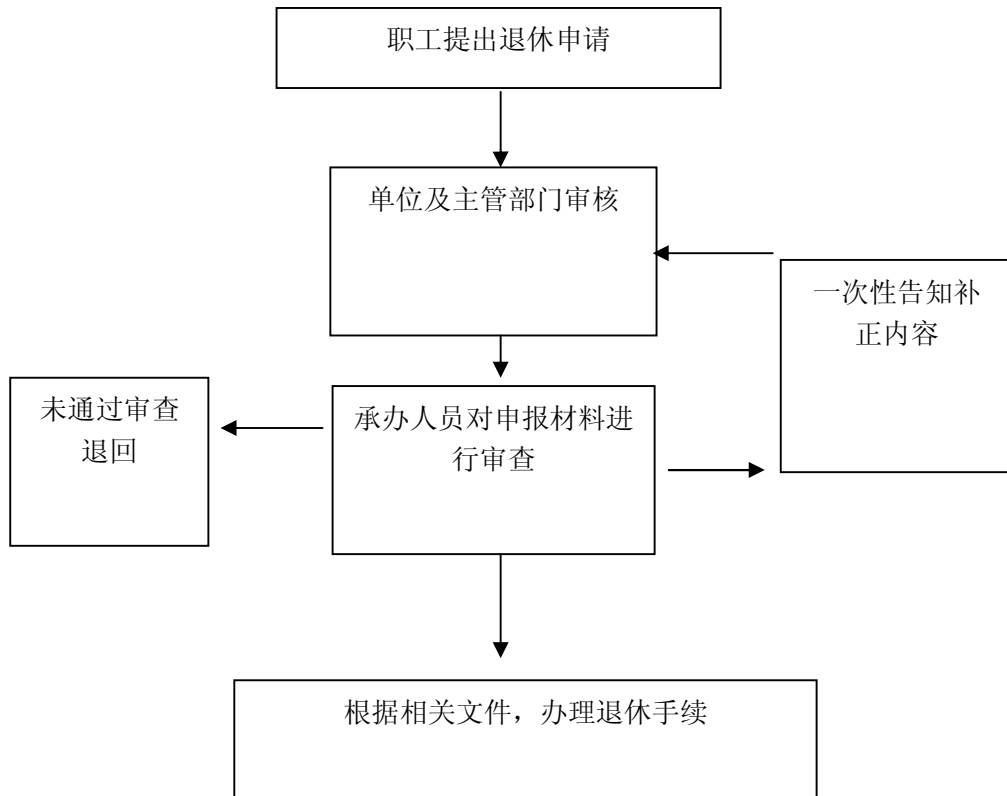 职工提出退休申请
单位及主管部门审核
一次性告知补
正内容
未通过审查
退回
承办人员对申报材料进
行审查
根据相关文件，办理退休手续